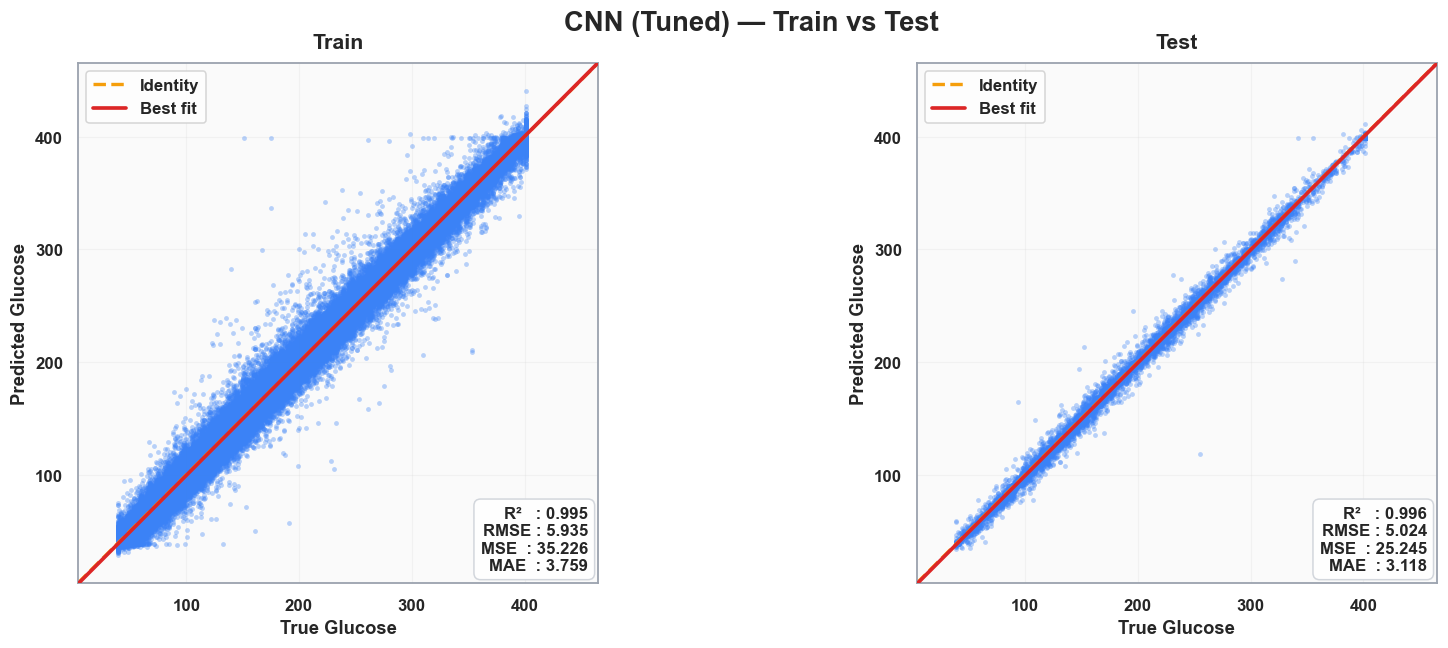 CNN (Tuned) — Train vs Test
Train
Identity
Best fit
400
300
200
100
Predicted Glucose
R² : 0.995
RMSE : 5.935
MSE : 35.226
MAE : 3.759
100 200 300 400
True Glucose
Test
Identity
Best fit
400
300
200
100
Predicted Glucose
R² : 0.996
RMSE : 5.024
MSE : 25.245
MAE : 3.118
100 200 300 400
True Glucose